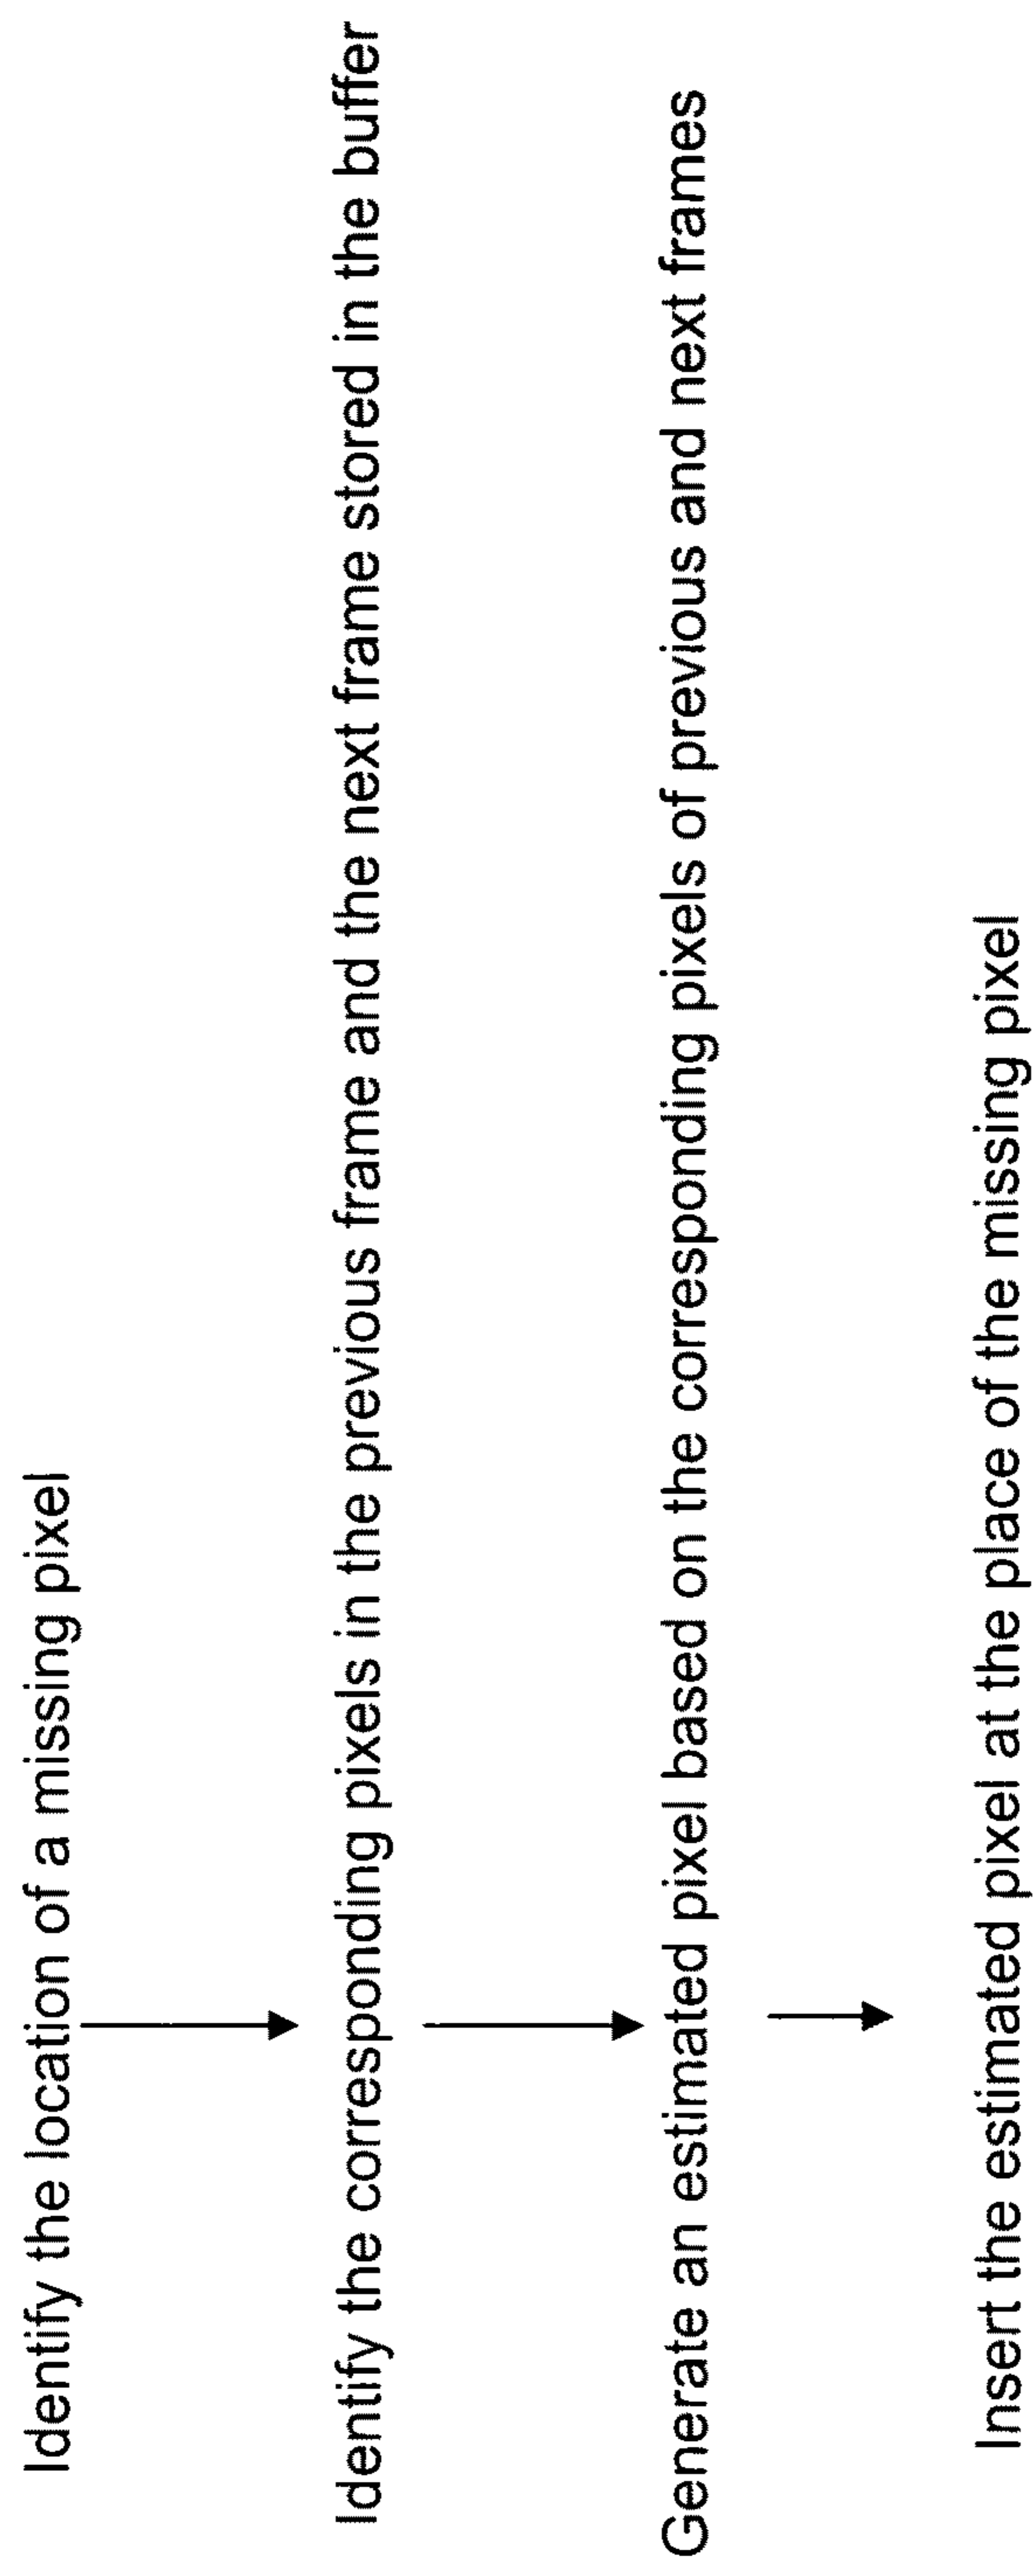 Identify the location of a missing pixel
Identify the corresponding pixels in the previous frame and the next frame stored in the buffer
Generate an estimated pixel based on the corresponding pixels of previous and next frames
Insert the estimated pixel at the place of the missing pixel